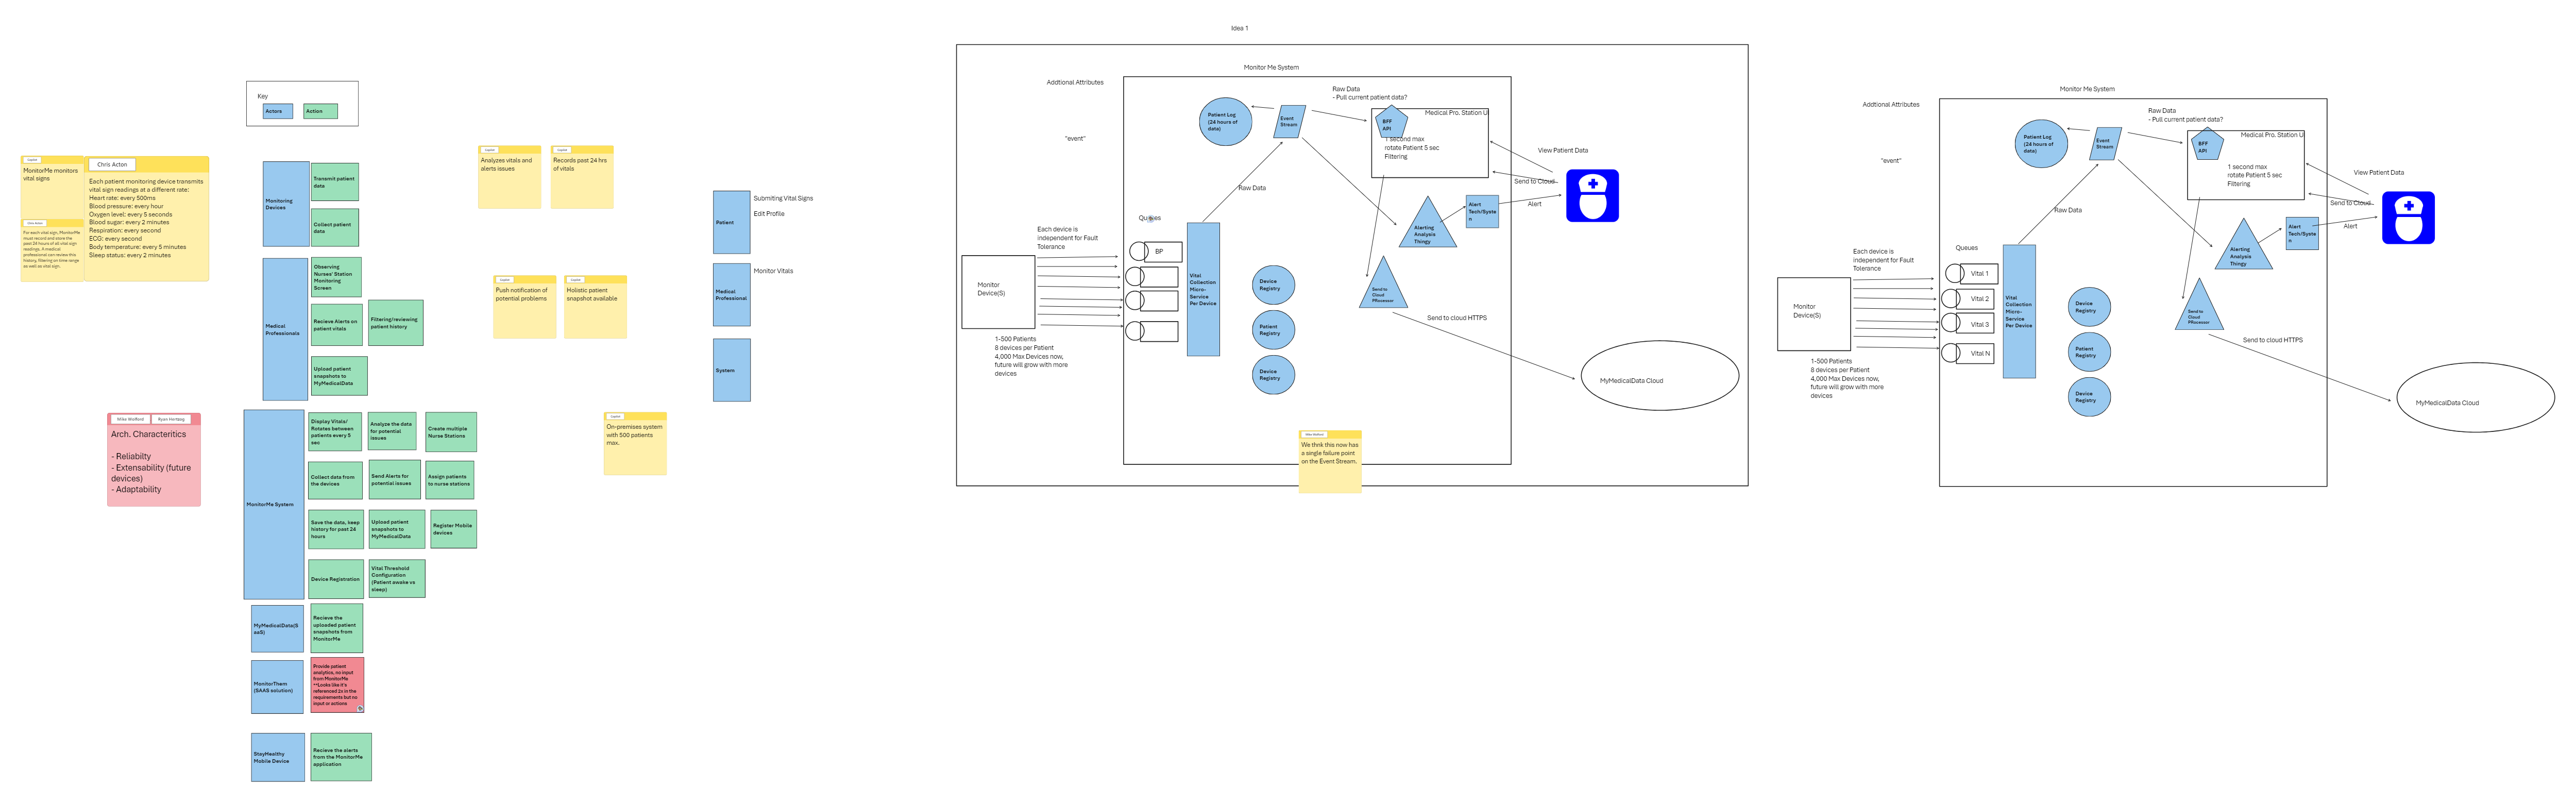 Key
Actors
Action
Copilot
MonitorMe monitors
vital signs
Chris Acton
For each vital sign, MonitorMe
must record and store the
past 24 hours of all vital sign
readings. A medical
professional can review this
history, filtering on time range
as well as vital sign.
Chris Acton
Each patient monitoring device transmits
vital sign readings at a different rate:
Heart rate: every 500ms
Blood pressure: every hour
Oxygen level: every 5 seconds
Blood sugar: every 2 minutes
Respiration: every second
ECG: every second
Body temperature: every 5 minutes
Sleep status: every 2 minutes
Mike Wofford
Ryan Hartzog
Arch. Characteritics
- Reliabilty
- Extensability (future
devices)
- Adaptability
Monitoring
Devices
Transmit patient
data
Collect patient
data
Medical
Professionals
Observing
Nurses' Station
Monitoring
Screen
Recieve Alerts on
patient vitals
Filtering/reviewing
patient history
Upload patient
snapshots to
MyMedicalData
MonitorMe System
Display Vitals/
Rotates between
patients every 5
sec
Analyze the data
for potential
issues
Create multiple
Nurse Stations
Collect data from
the devices
Send Alerts for
potential issues
Assign patients
to nurse stations
Save the data, keep
history for past 24
hours
Upload patient
snapshots to
MyMedicalData
Register Mobile
devices
Device Registration
Vital Threshold
Configuration
(Patient awake vs
sleep)
MyMedicalData(S
aaS)
Recieve the
uploaded patient
snapshots from
MonitorMe
MonitorThem
(SAAS solution)
Provide patient
analytics, no input
from MonitorMe
**Looks like it's
referenced 2x in the
requirements but no
input or actions
StayHealthy
Mobile Device
Recieve the alerts
from the MonitorMe
application
Copilot
Analyzes vitals and
alerts issues
Copilot
Records past 24 hrs
of vitals
Copilot
Push notification of
potential problems
Copilot
Holistic patient
snapshot available
Copilot
On-premises system
with 500 patients
max.
Patient
Submiting Vital Signs
Edit Profile
Medical
Professional
Monitor Vitals
System
Idea 1
Monitor Me System
Addtional Attributes
"event"
Patient Log
(24 hours of
data)
Event
Stream
Raw Data
- Pull current patient data?
BFF
API
Medical Pro, Station UI
1 second max
rotate Patient 5 sec
Filtering
View Patient Data
Send to Cloud
Alert
Raw Data
Queues
Each device is
independent for Fault
Tolerance
BP
Monitor
Device(S)
Vital
Collection
Micro-
Service
Per Device
Alerting
Analysis
Thingy
Alert
Tech/Syste
n
Device
Registry
Patient
Registry
Device
Registry
Send to
Cloud
PRocessor
Send to cloud HTTPS
MyMedicalData Cloud
1-500 Patients
8 devices per Patient
4,000 Max Devices now,
future will grow with more
devices
Mike Wofford
We thnk this now has
a single failure point
on the Event Stream.
Monitor Me System
Addtional Attributes
"event"
Patient Log
(24 hours of
data)
Event
Stream
Raw Data
- Pull current patient data?
BFF
API
Medical Pro, Station UI
1 second max
rotate Patient 5 sec
Filtering
View Patient Data
Send to Cloud
Alert
Raw Data
Queues
Each device is
independent for Fault
Tolerance
Vital 1
Vital 2
Vital 3
Vital N
Monitor
Device(S)
Vital
Collection
Micro-
Service
Per Device
Alerting
Analysis
Thingy
Alert
Tech/Syste
n
Device
Registry
Patient
Registry
Device
Registry
Send to
Cloud
PRocessor
Send to cloud HTTPS
MyMedicalData Cloud
1-500 Patients
8 devices per Patient
4,000 Max Devices now,
future will grow with more
devices